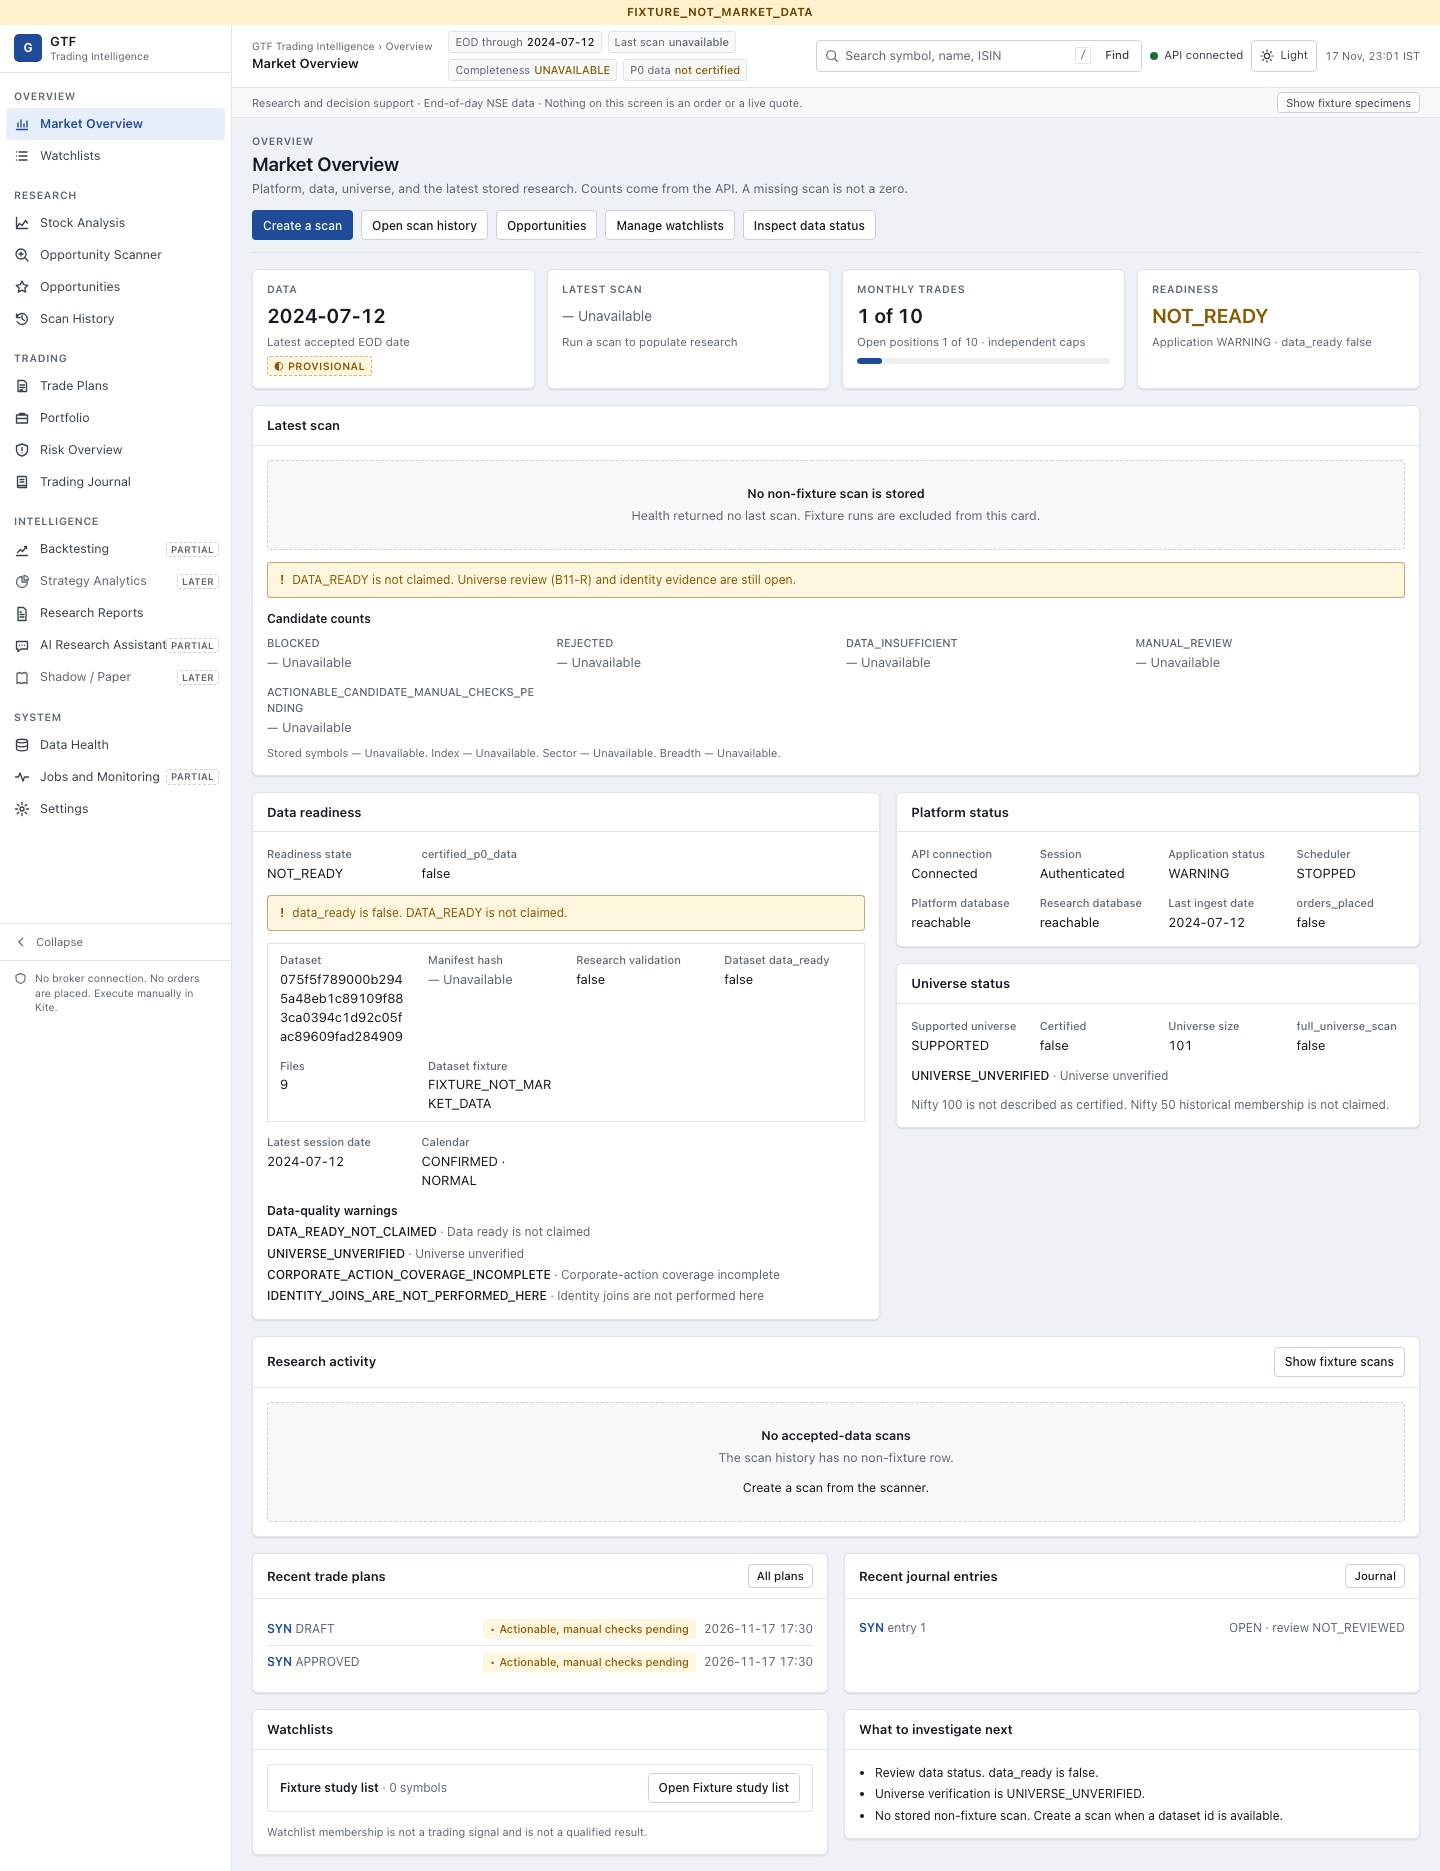 FIXTURE_NOT_MARKET_DATA
G
GTF
Trading Intelligence
OVERVIEW
Market Overview
Watchlists
RESEARCH
Stock Analysis
Opportunity Scanner
Opportunities
Scan History
TRADING
Trade Plans
Portfolio
Risk Overview
Trading Journal
INTELLIGENCE
Backtesting PARTIAL
Strategy Analytics LATER
Research Reports
AI Research Assistant PARTIAL
Shadow / Paper LATER
SYSTEM
Data Health
Jobs and Monitoring PARTIAL
Settings
Collapse
No broker connection. No orders
are placed. Execute manually in
Kite.
GTF Trading Intelligence › Overview
Market Overview
EOD through 2024-07-12 Last scan unavailable
Completeness UNAVAILABLE P0 data not certified
Search symbol, name, ISIN / Find
API connected
Light
17 Nov, 23:01 IST
Research and decision support · End-of-day NSE data · Nothing on this screen is an order or a live quote.
Show fixture specimens
OVERVIEW
Market Overview
Platform, data, universe, and the latest stored research. Counts come from the API. A missing scan is not a zero.
Create a scan Open scan history Opportunities Manage watchlists Inspect data status
DATA
2024-07-12
Latest accepted EOD date
PROVISIONAL
LATEST SCAN
— Unavailable
Run a scan to populate research
MONTHLY TRADES
1 of 10
Open positions 1 of 10 · independent caps
READINESS
NOT_READY
Application WARNING · data_ready false
Latest scan
No non-fixture scan is stored
Health returned no last scan. Fixture runs are excluded from this card.
! DATA_READY is not claimed. Universe review (B11-R) and identity evidence are still open.
Candidate counts
BLOCKED REJECTED DATA_INSUFFICIENT MANUAL_REVIEW
— Unavailable — Unavailable — Unavailable — Unavailable
ACTIONABLE_CANDIDATE_MANUAL_CHECKS_PE
NDING
— Unavailable
Stored symbols — Unavailable. Index — Unavailable. Sector — Unavailable. Breadth — Unavailable.
Data readiness
Readiness state certified_p0_data
NOT_READY false
! data_ready is false. DATA_READY is not claimed.
Dataset Manifest hash Research validation Dataset data_ready
075f5f789000b294 — Unavailable false false
5a48eb1c89109f88
3ca0394c1d92c05f
ac89609fad284909
Files Dataset fixture
9 FIXTURE_NOT_MAR
KET_DATA
Latest session date Calendar
2024-07-12 CONFIRMED ·
NORMAL
Data-quality warnings
DATA_READY_NOT_CLAIMED · Data ready is not claimed
UNIVERSE_UNVERIFIED · Universe unverified
CORPORATE_ACTION_COVERAGE_INCOMPLETE · Corporate-action coverage incomplete
IDENTITY_JOINS_ARE_NOT_PERFORMED_HERE · Identity joins are not performed here
Platform status
API connection Session Application status Scheduler
Connected Authenticated WARNING STOPPED
Platform database Research database Last ingest date orders_placed
reachable reachable 2024-07-12 false
Universe status
Supported universe Certified Universe size full_universe_scan
SUPPORTED false 101 false
UNIVERSE_UNVERIFIED · Universe unverified
Nifty 100 is not described as certified. Nifty 50 historical membership is not claimed.
Research activity
Show fixture scans
No accepted-data scans
The scan history has no non-fixture row.
Create a scan from the scanner.
Recent trade plans
All plans
SYN DRAFT • Actionable, manual checks pending 2026-11-17 17:30
SYN APPROVED • Actionable, manual checks pending 2026-11-17 17:30
Recent journal entries
Journal
SYN entry 1 OPEN · review NOT_REVIEWED
Watchlists
Fixture study list · 0 symbols
Open Fixture study list
Watchlist membership is not a trading signal and is not a qualified result.
What to investigate next
• Review data status. data_ready is false.
• Universe verification is UNIVERSE_UNVERIFIED.
• No stored non-fixture scan. Create a scan when a dataset id is available.